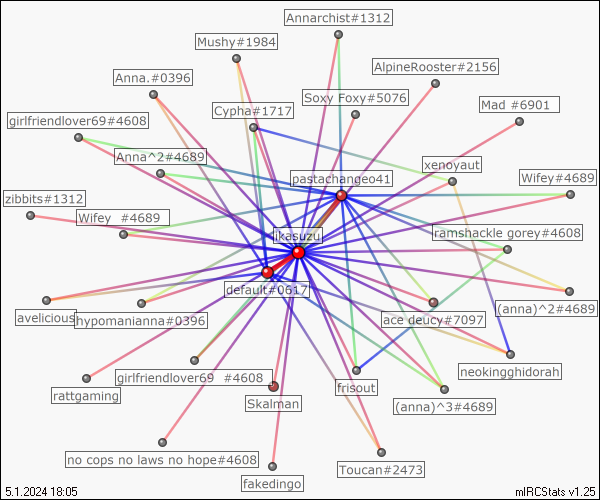 Annarchist#1312
Mushy#1984
AlpineRooster#2156
Anna.#0396
Soxy Foxy#5076
Mad #6901
Cypha#1717
girlfriendlover69#4608
Anna^2#4689
xenoyaut
pastachangeo41
Wifey#4689
zibbits#1312
Wifey #4689
ikasuzu
ramshackle gorey#4608
default#0617
avelicious
hypomanianna#0396
ace deucy#7097
(anna)^2#4689
girlfriendlover69 #4608
frisout
neokingghidorah
rattgaming
Skalman
(anna)^3#4689
no cops no laws no hope#4608
Toucan#2473
fakedingo
5.1.2024 18:05
mIRCStats v1.25